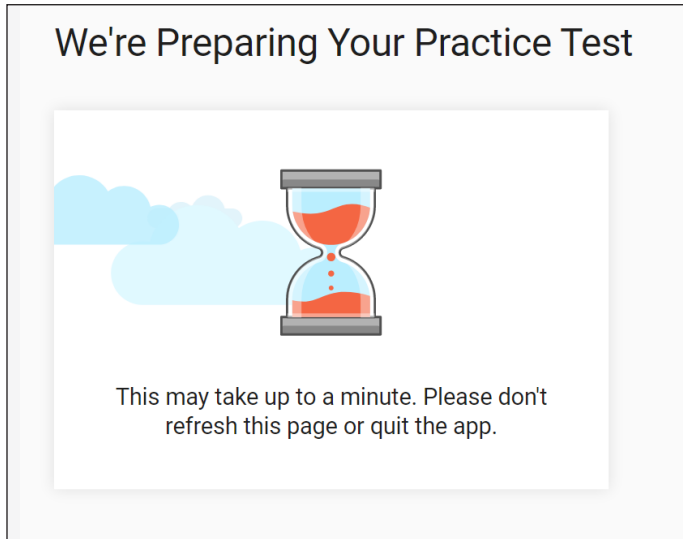 We're Preparing Your Practice Test
This may take up to a minute. Please don't
refresh this page or quit the app.